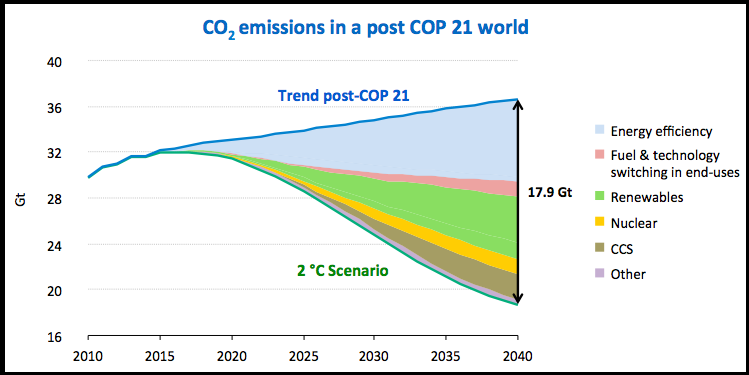 CO2 emissions in a post COP 21 world
40
36
32
28
24
20
16
Gt
Trend post-COP 21
2 °C Scenario
17.9 Gt
2010 2015 2020 2025 2030 2035 2040
Energy efficiency
Fuel & technology
switching in end-uses
Renewables
Nuclear
CCS
Other